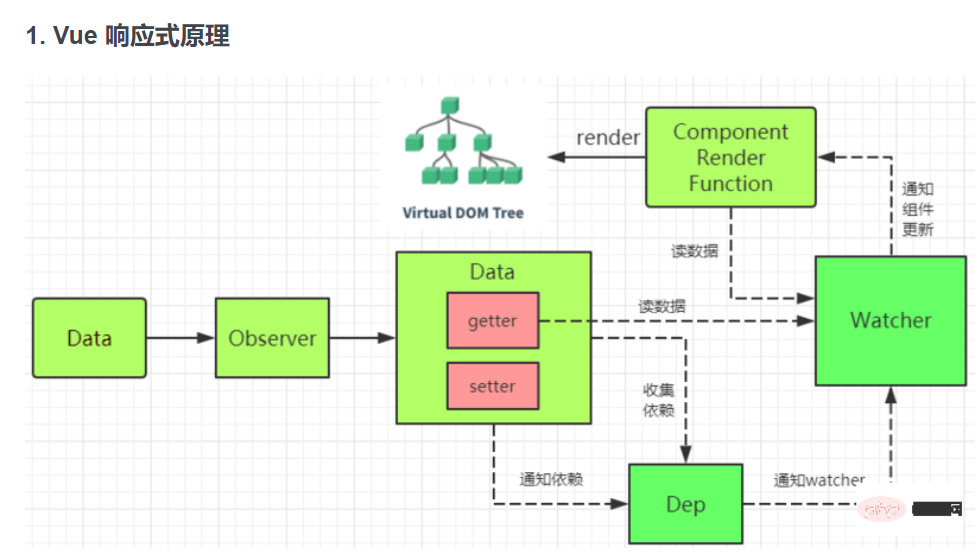 1. Vue 响应式原理
render
Component
Render
Function
Virtual DOM Tree
通知
组件
更新
读数据
Data
Observer
Data
getter
setter
读数据
Watcher
收集
依赖
通知依赖
Dep
通知watcher
php